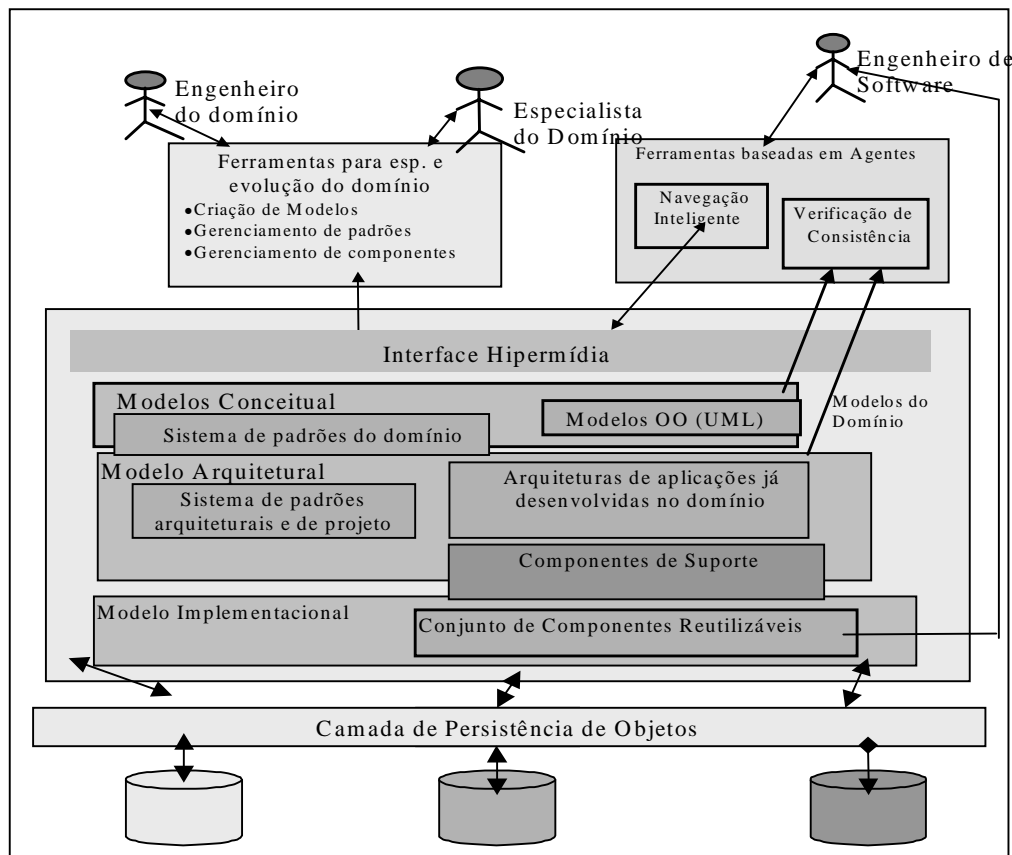 Engenheiro
do domínio
Especialista
do Domínio
Engenheiro de
Software
Ferramentas para esp. e
evolução do domínio
•Criação de Modelos
•Gerenciamento de padrões
•Gerenciamento de componentes
Ferramentas baseadas em Agentes
Navegação
Inteligente
Verificação de
Consistência
Interface Hipermídia
Modelos Conceitual
Modelos OO (UML)
Sistema de padrões do domínio
Modelos do
Domínio
Modelo Arquitetural
Sistema de padrões
arquiteturais e de projeto
Arquiteturas de aplicações já
desenvolvidas no domínio
Componentes de Suporte
Modelo Implementacional
Conjunto de Componentes Reutilizáveis
Camada de Persistência de Objetos